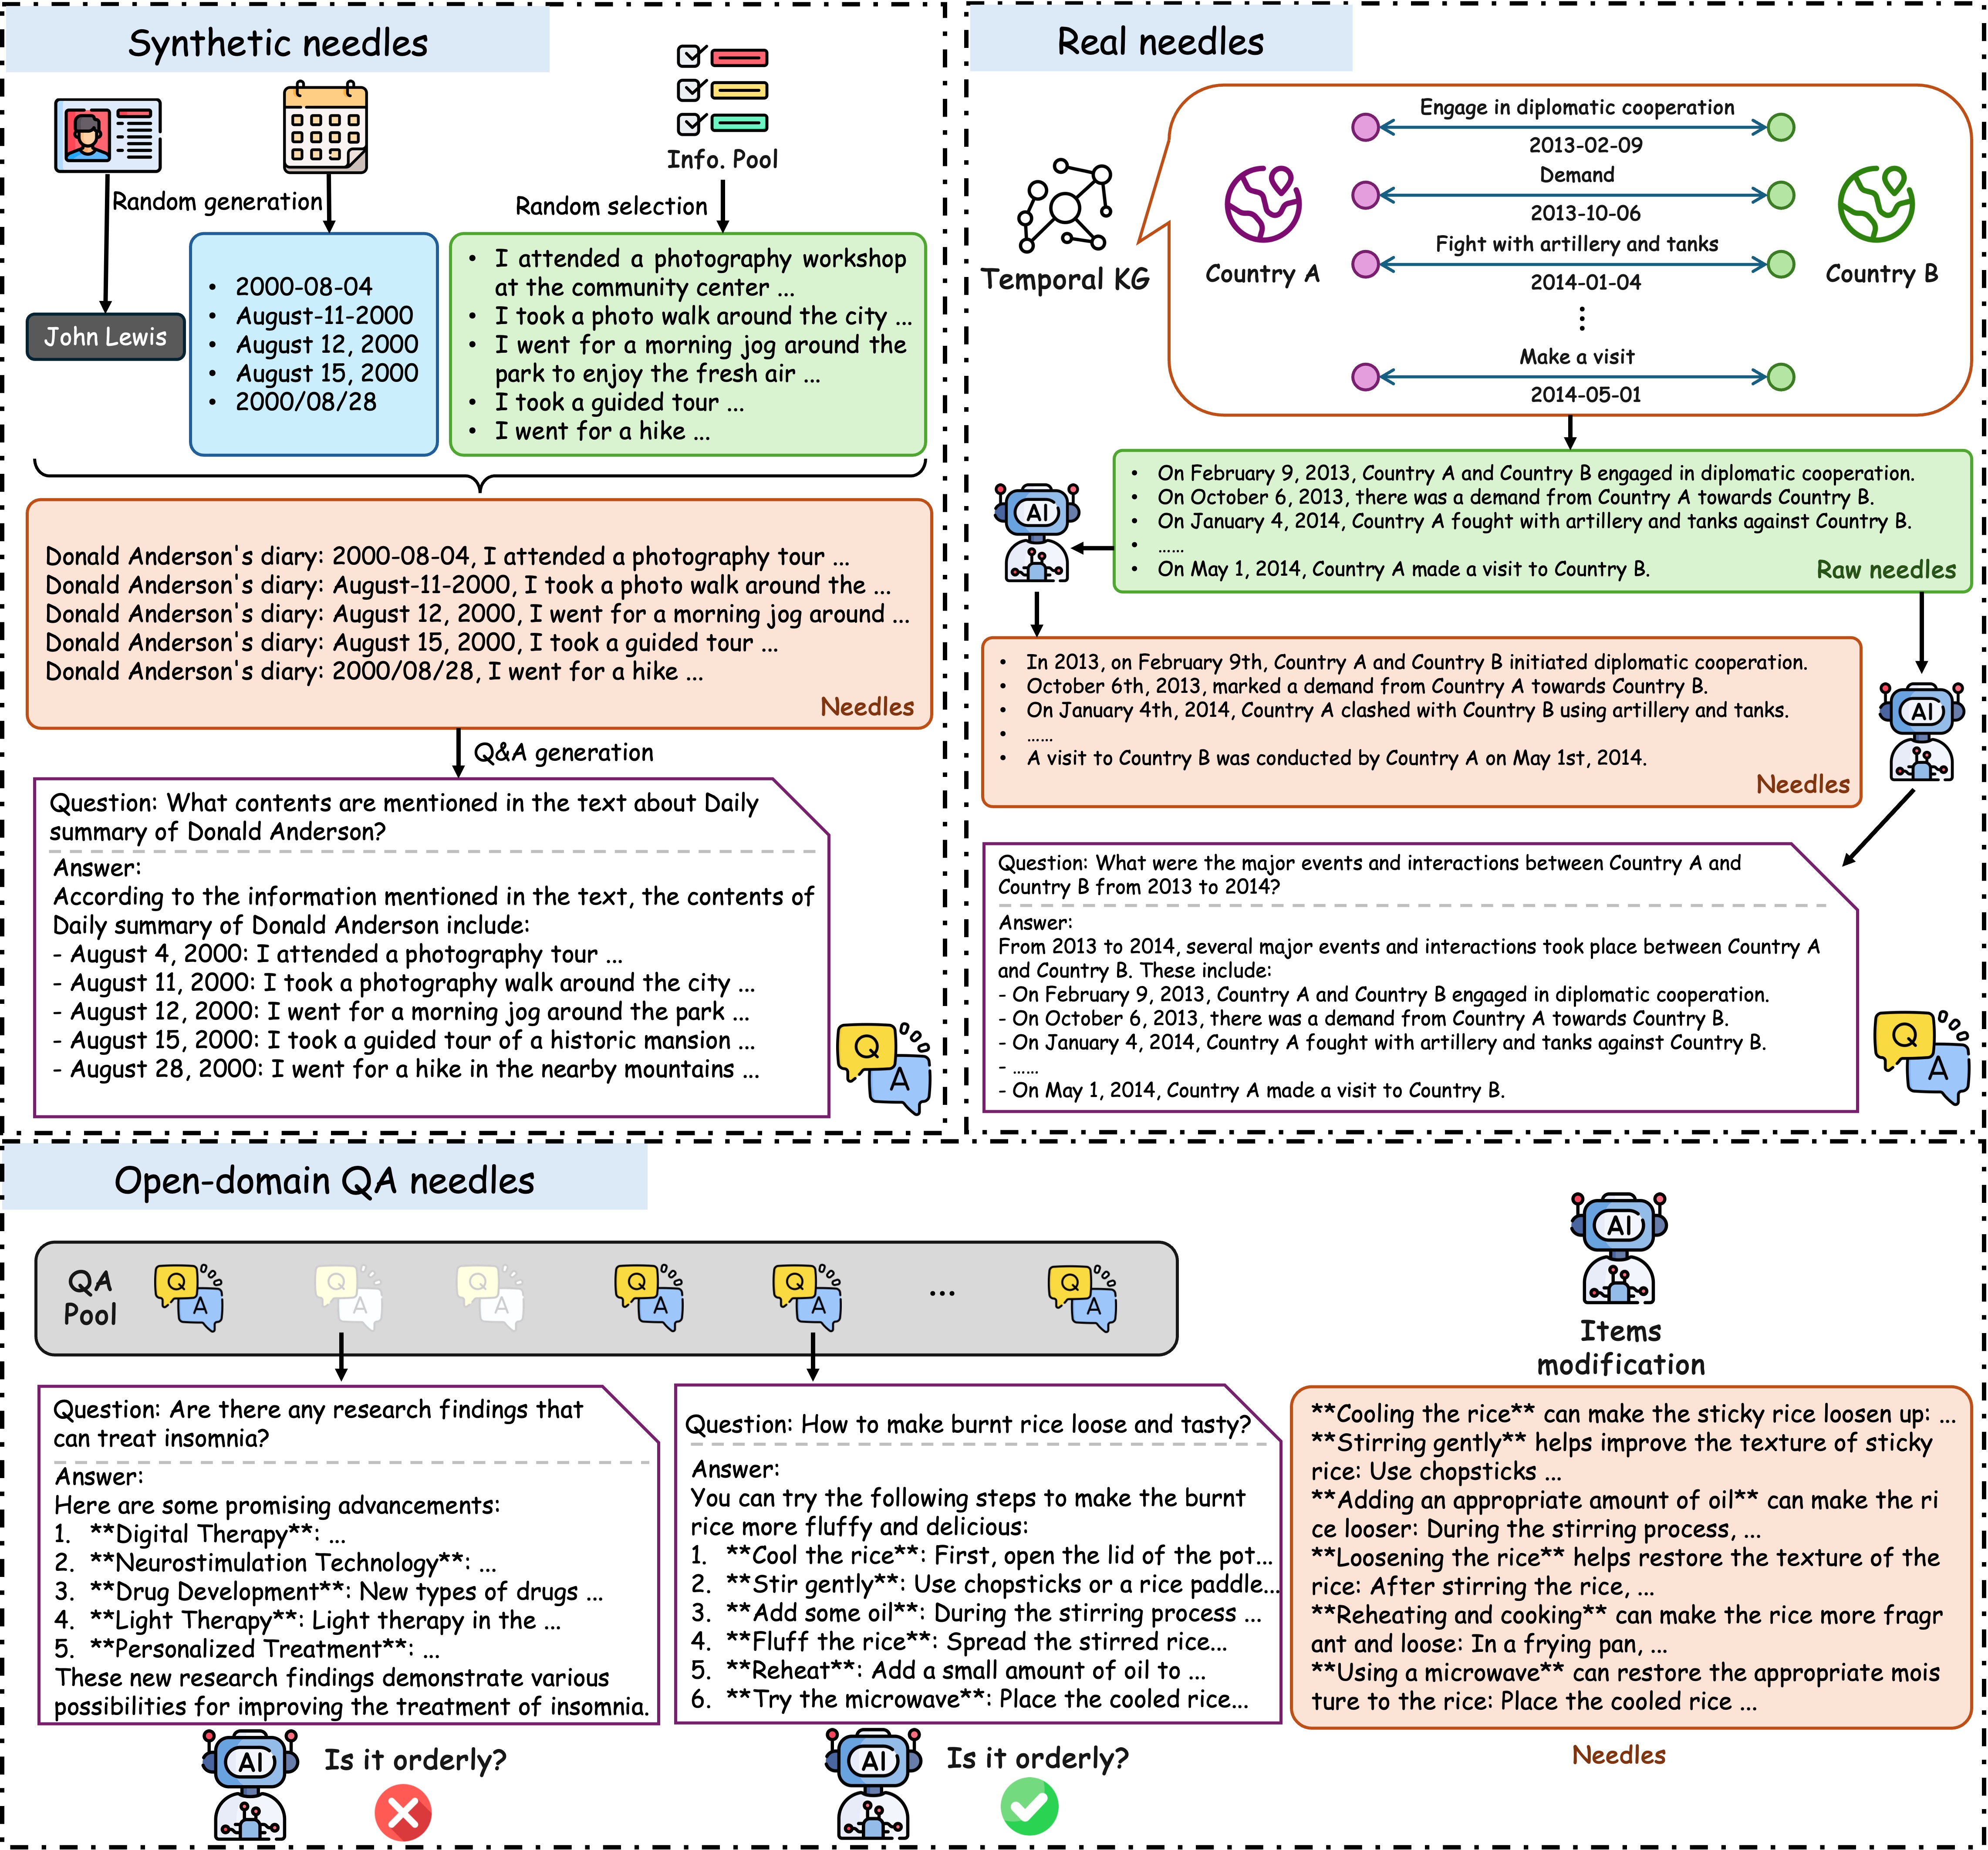 Synthetic needles
Info. Pool
Random generation
Random selection
John Lewis
• 2000-08-04
• August-11-2000
• August 12, 2000
• August 15, 2000
• 2000/08/28
• I attended a photography workshop
at the community center ...
• I took a photo walk around the city ...
• I went for a morning jog around the
park to enjoy the fresh air ...
• I took a guided tour ...
• I went for a hike ...
Donald Anderson's diary: 2000-08-04, I attended a photography tour ...
Donald Anderson's diary: August-11-2000, I took a photo walk around the ...
Donald Anderson's diary: August 12, 2000, I went for a morning jog around ...
Donald Anderson's diary: August 15, 2000, I took a guided tour ...
Donald Anderson's diary: 2000/08/28, I went for a hike ...
Needles
Q&A generation
Question: What contents are mentioned in the text about Daily
summary of Donald Anderson?
Answer:
According to the information mentioned in the text, the contents of
Daily summary of Donald Anderson include:
- August 4, 2000: I attended a photography tour ...
- August 11, 2000: I took a photography walk around the city ...
- August 12, 2000: I went for a morning jog around the park ...
- August 15, 2000: I took a guided tour of a historic mansion ...
- August 28, 2000: I went for a hike in the nearby mountains ...
Q
A
Real needles
Temporal KG
Country A
Engage in diplomatic cooperation
2013-02-09
Demand
2013-10-06
Fight with artillery and tanks
2014-01-04
⋮
Make a visit
2014-05-01
Country B
• On February 9, 2013, Country A and Country B engaged in diplomatic cooperation.
• On October 6, 2013, there was a demand from Country A towards Country B.
• On January 4, 2014, Country A fought with artillery and tanks against Country B.
• ......
• On May 1, 2014, Country A made a visit to Country B.
Raw needles
AI
• In 2013, on February 9th, Country A and Country B initiated diplomatic cooperation.
• October 6th, 2013, marked a demand from Country A towards Country B.
• On January 4th, 2014, Country A clashed with Country B using artillery and tanks.
• ......
• A visit to Country B was conducted by Country A on May 1st, 2014.
Needles
AI
Question: What were the major events and interactions between Country A and
Country B from 2013 to 2014?
Answer:
From 2013 to 2014, several major events and interactions took place between Country A
and Country B. These include:
- On February 9, 2013, Country A and Country B engaged in diplomatic cooperation.
- On October 6, 2013, there was a demand from Country A towards Country B.
- On January 4, 2014, Country A fought with artillery and tanks against Country B.
- ......
- On May 1, 2014, Country A made a visit to Country B.
Q
A
Open-domain QA needles
QA
Pool
Q
A
Q
A
Q
A
Q
A
Q
A
...
Q
A
Question: Are there any research findings that
can treat insomnia?
Answer:
Here are some promising advancements:
1. **Digital Therapy**: ...
2. **Neurostimulation Technology**: ...
3. **Drug Development**: New types of drugs ...
4. **Light Therapy**: Light therapy in the ...
5. **Personalized Treatment**: ...
These new research findings demonstrate various
possibilities for improving the treatment of insomnia.
AI
Is it orderly?
Question: How to make burnt rice loose and tasty?
Answer:
You can try the following steps to make the burnt
rice more fluffy and delicious:
1. **Cool the rice**: First, open the lid of the pot...
2. **Stir gently**: Use chopsticks or a rice paddle...
3. **Add some oil**: During the stirring process ...
4. **Fluff the rice**: Spread the stirred rice...
5. **Reheat**: Add a small amount of oil to ...
6. **Try the microwave**: Place the cooled rice...
AI
Is it orderly?
AI
Items
modification
**Cooling the rice** can make the sticky rice loosen up: ...
**Stirring gently** helps improve the texture of sticky
rice: Use chopsticks ...
**Adding an appropriate amount of oil** can make the ri
ce looser: During the stirring process, ...
**Loosening the rice** helps restore the texture of the
rice: After stirring the rice, ...
**Reheating and cooking** can make the rice more fragr
ant and loose: In a frying pan, ...
**Using a microwave** can restore the appropriate mois
ture to the rice: Place the cooled rice ...
Needles